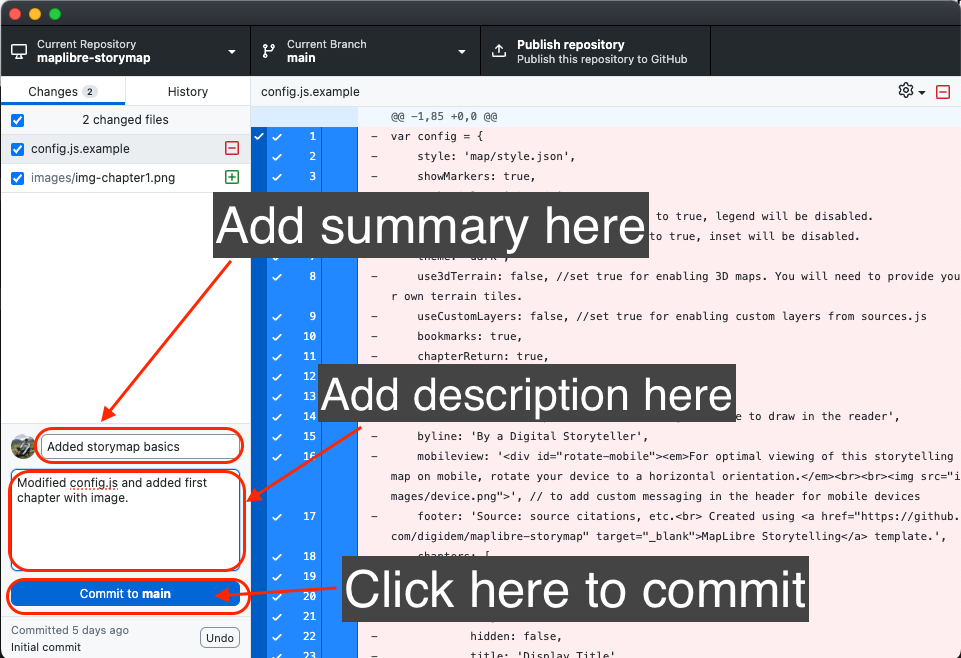 Current Repository
maplibre-storymap
Current Branch
main
Publish repository
Publish this repository to GitHub
Changes 2
History
config.js.example
2 changed files
config.js.example
images/img-chapter1.png
@@ -1,85 +0,0 @@
1 − var config = {
2 − style: 'map/style.json',
3 − showMarkers: true,
Add summary here
to true, legend will be disabled.
to true, inset will be disabled.
8 − use3dTerrain: false, //set true for enabling 3D maps. You will need to provide you
r own terrain tiles.
9 − useCustomLayers: false, //set true for enabling custom layers from sources.js
10 − bookmarks: true,
11 − chapterReturn: true,
12
13
Add description here
14 e to draw in the reader',
15 − byline: 'By a Digital Storyteller',
16 − mobileview: '<div id="rotate-mobile"><em>For optimal viewing of this storytelling
map on mobile, rotate your device to a horizontal orientation.</em><br><br><img src="i
mages/device.png">', // to add custom messaging in the header for mobile devices
17 − footer: 'Source: source citations, etc.<br> Created using <a href="https://github.
com/digidem/maplibre-storymap" target="_blank">MapLibre Storytelling</a> template.',
18 chapters: [
19
20
Click here to commit
21
22 − hidden: false,
23 − title: 'Display Title'
Added storymap basics
Modified config.js and added first
chapter with image.
Commit to main
Committed 5 days ago
Initial commit
Undo